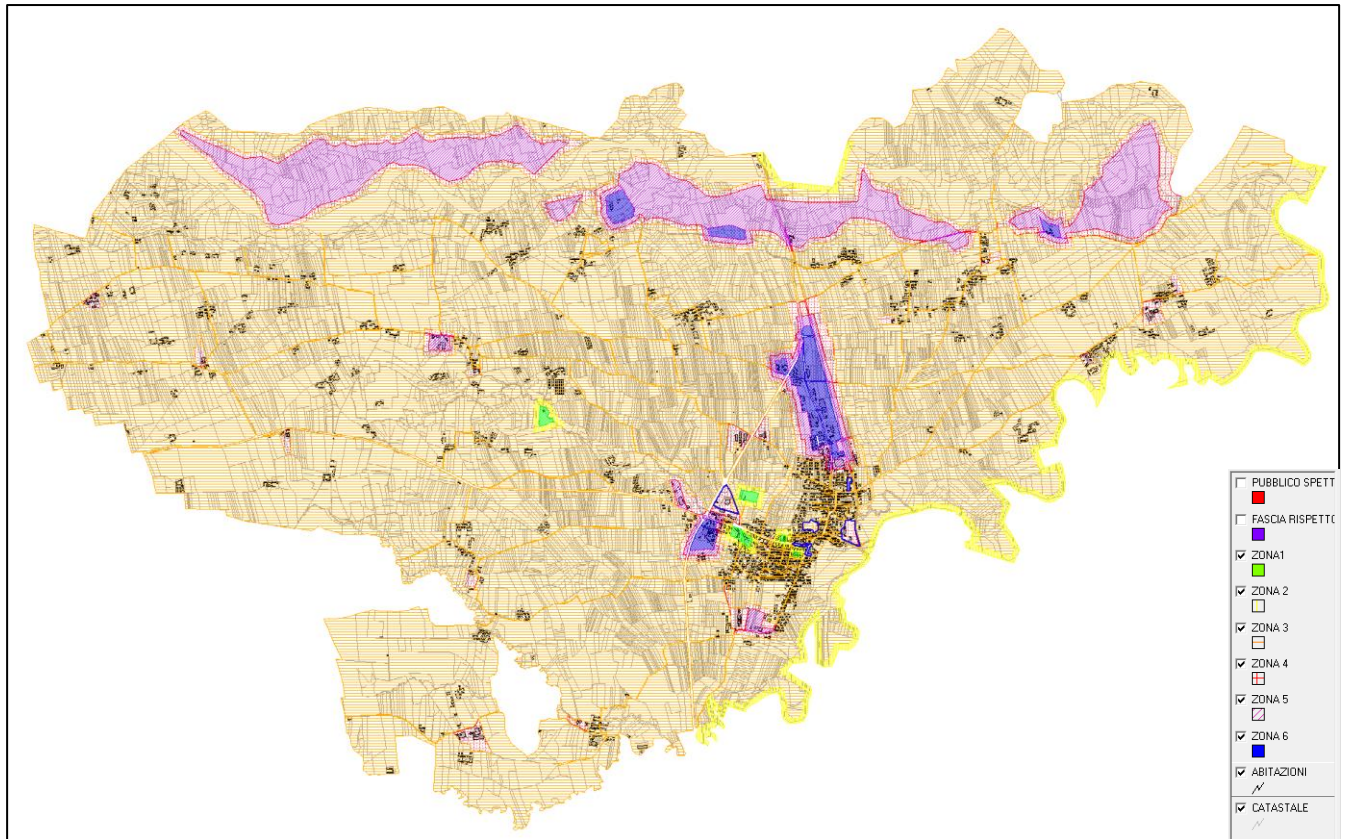 PUBBLICO SPETT
FASCIA RISPETTO
ZONA1
ZONA 2
ZONA 3
ZONA 4
ZONA 5
ZONA 6
ABITAZIONI
CATASTALE